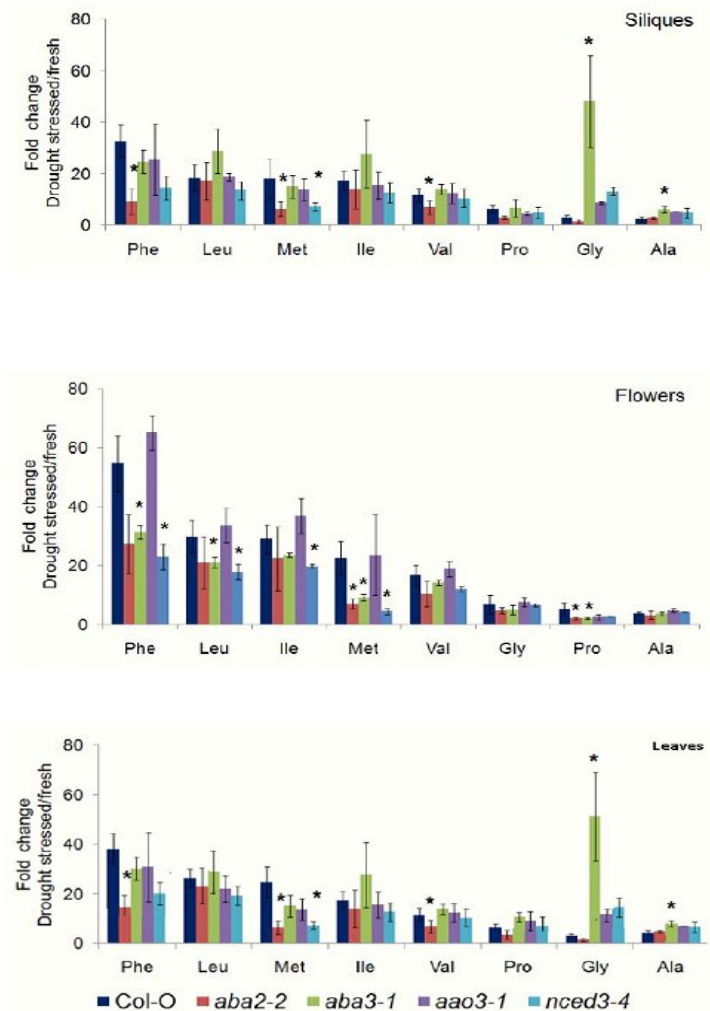 Siliques
Fold change
Drought stressed/fresh
80
60
40
20
0
* * * * * *
Phe Leu Met Ile Val Pro Gly Ala
Flowers
Fold change
Drought stressed/fresh
80
60
40
20
0
* * * * * * * * * *
Phe Leu Ile Met Val Gly Pro Ala
Leaves
Fold change
Drought stressed/fresh
80
60
40
20
0
* * * * * *
Phe Leu Met Ile Val Pro Gly Ala
Col-O aba2-2 aba3-1 aao3-1 nced3-4